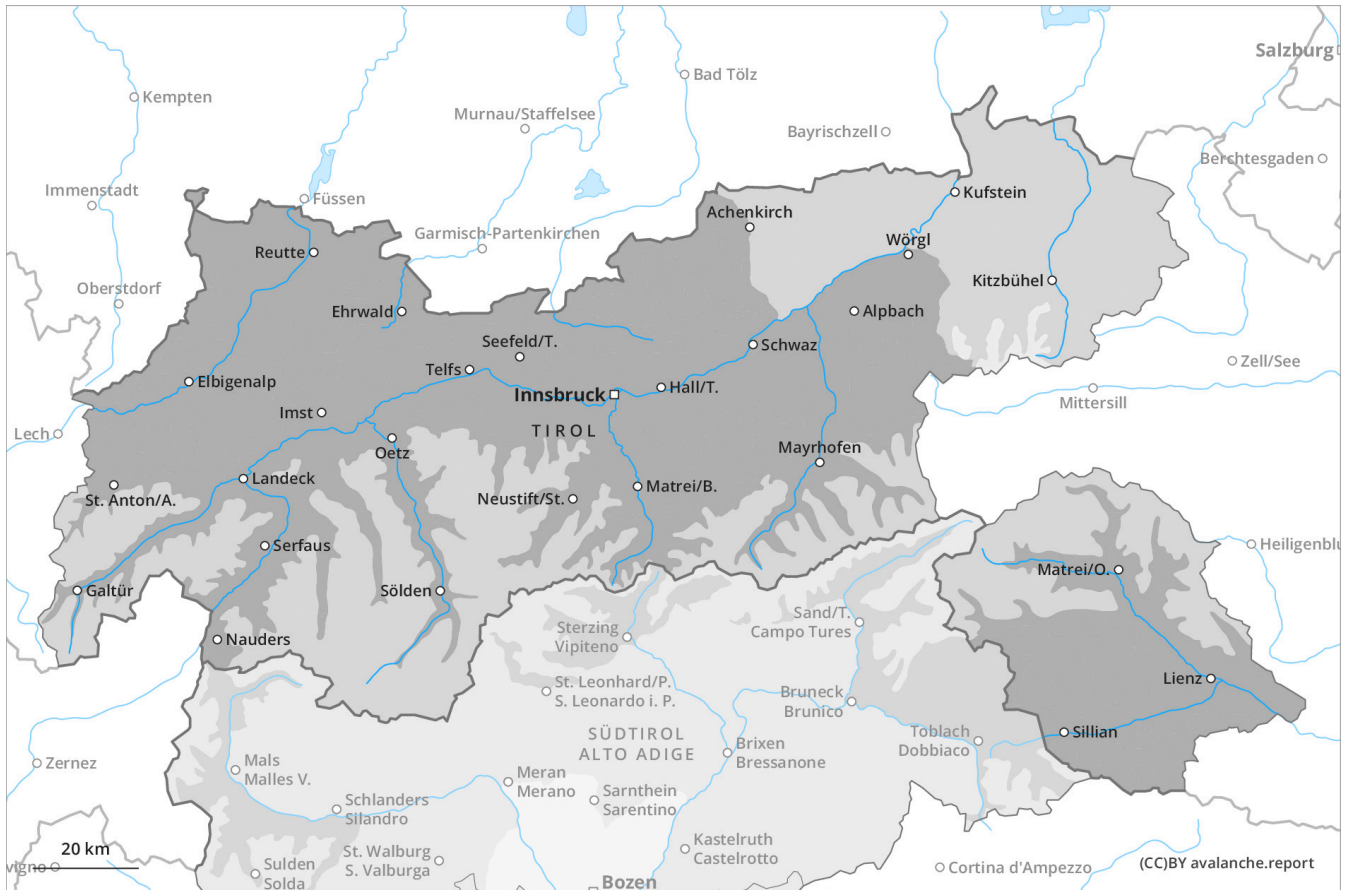 Salzburg
Bad Tölz
Kempten
Murnau/Staffelsee
Bayrischzell
Berchtesgaden
Immenstadt
Füssen
Kufstein
Achenkirch
Garmisch-Partenkirchen
Wörgl
Reutte
Kitzbühel
Oberstdorf
Ehrwald
Alpbach
Seefeld/T.
Schwaz
Zell/See
Telfs
Elbigenalp
Hall/T.
Innsbruck
Mittersill
Imst
Lech
TIROL
Oetz
Mayrhofen
Landeck
St. Anton/A.
Neustift/St.
Matrei/B.
Serfaus
Heiligenblu
Matrei/O.
Galtür
Sölden
Sand/T.
Campo Tures
Sterzing
Vipiteno
Nauders
Lienz
St. Leonhard/P.
S. Leonardo i. P.
Bruneck
Brunico
Sillian
Toblach
Dobbiaco
SÜDTIROL
ALTO ADIGE
Brixen
Bressanone
Zernez
Mals
Malles V.
Meran
Merano
Sarnthein
Sarentino
Schlanders
Silandro
20 km
Kastelruth
Castelrotto
St. Walburg
S. Valburga
vigno
Sulden
Solda
Cortina d'Ampezzo
(CC)BY avalanche.report
Bozen